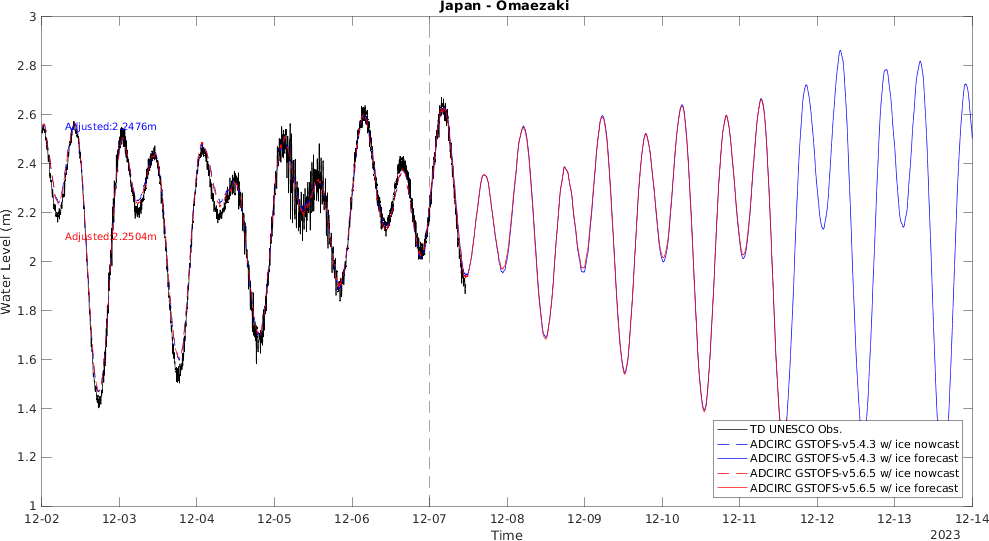 Japan - Omaezaki
3
2.8
2.6
2.4
2.2
2
1.8
1.6
1.4
1.2
1
Water Level (m)
Adjusted:2.2476m
Adjusted:2.2504m
TD UNESCO Obs.
ADCIRC GSTOFS-v5.4.3 w/ ice nowcast
ADCIRC GSTOFS-v5.4.3 w/ ice forecast
ADCIRC GSTOFS-v5.6.5 w/ ice nowcast
ADCIRC GSTOFS-v5.6.5 w/ ice forecast
12-02 12-03 12-04 12-05 12-06 12-07 12-08 12-09 12-10 12-11 12-12 12-13 12-14
Time
2023